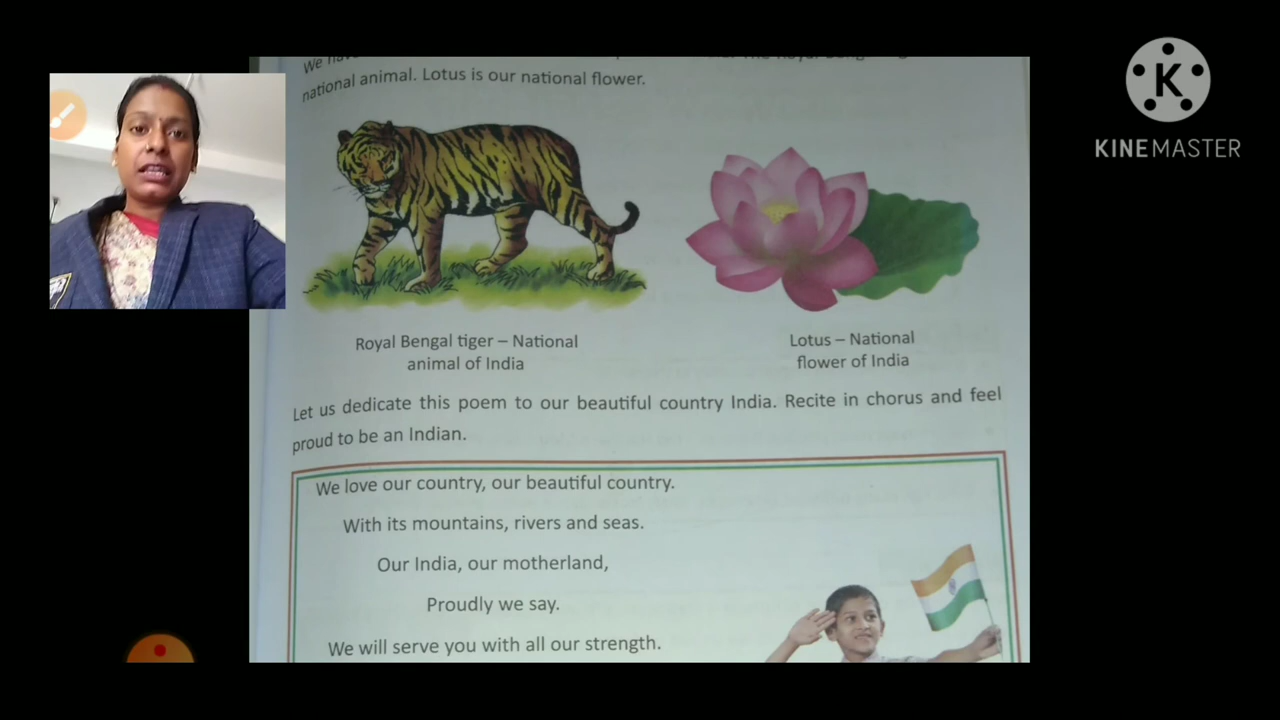 We
national animal. Lotus is our national flower.
Royal Bengal tiger – National
animal of India
Lotus – National
flower of India
Let us dedicate this poem to our beautiful country India. Recite in chorus and feel
proud to be an Indian.
We love our country, our beautiful country.
With its mountains, rivers and seas.
Our India, our motherland,
Proudly we say.
We will serve you with all our strength.
K
KINEMASTER